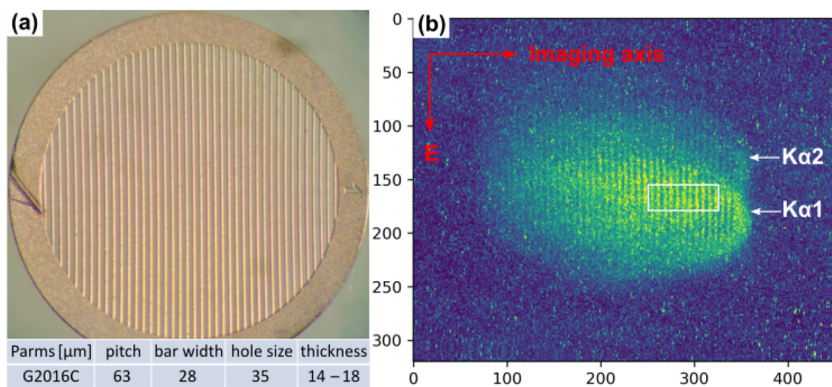 (a)
Parms [μm] pitch bar width hole size thickness
G2016C 63 28 35 14 – 18
(b)
Imaging axis
E
Kα2
Kα1
0
50
100
150
200
250
300
0 100 200 300 400